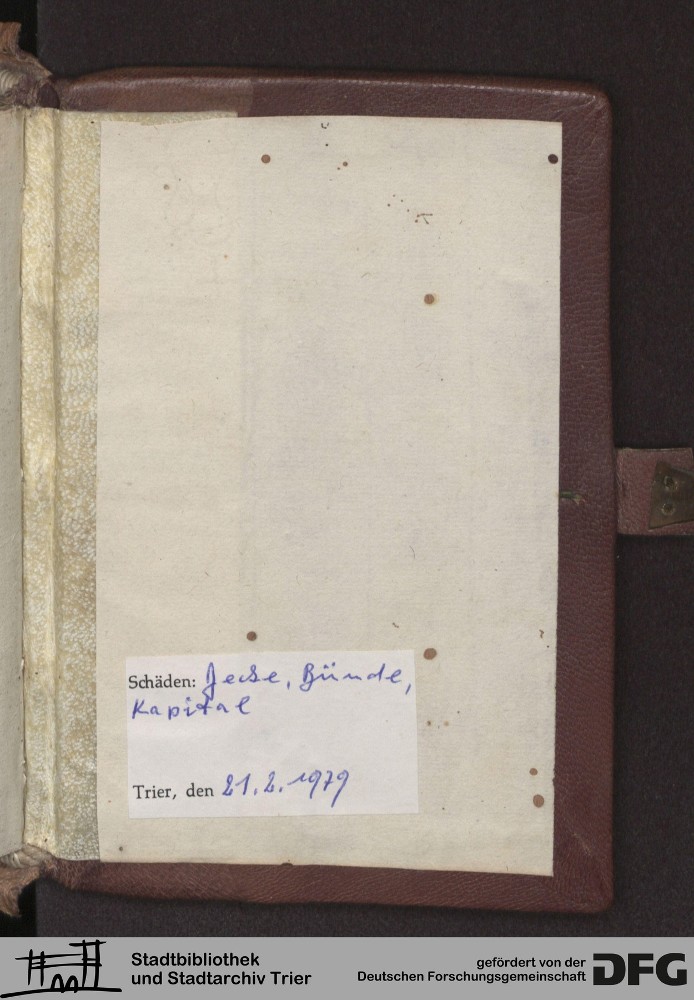 Schäden: Decke, Bünde,
Kapital
Trier, den 21.2.1979
Stadtbibliothek
und Stadtarchiv Trier
gefördert von der
Deutschen Forschungsgemeinschaft
DFG